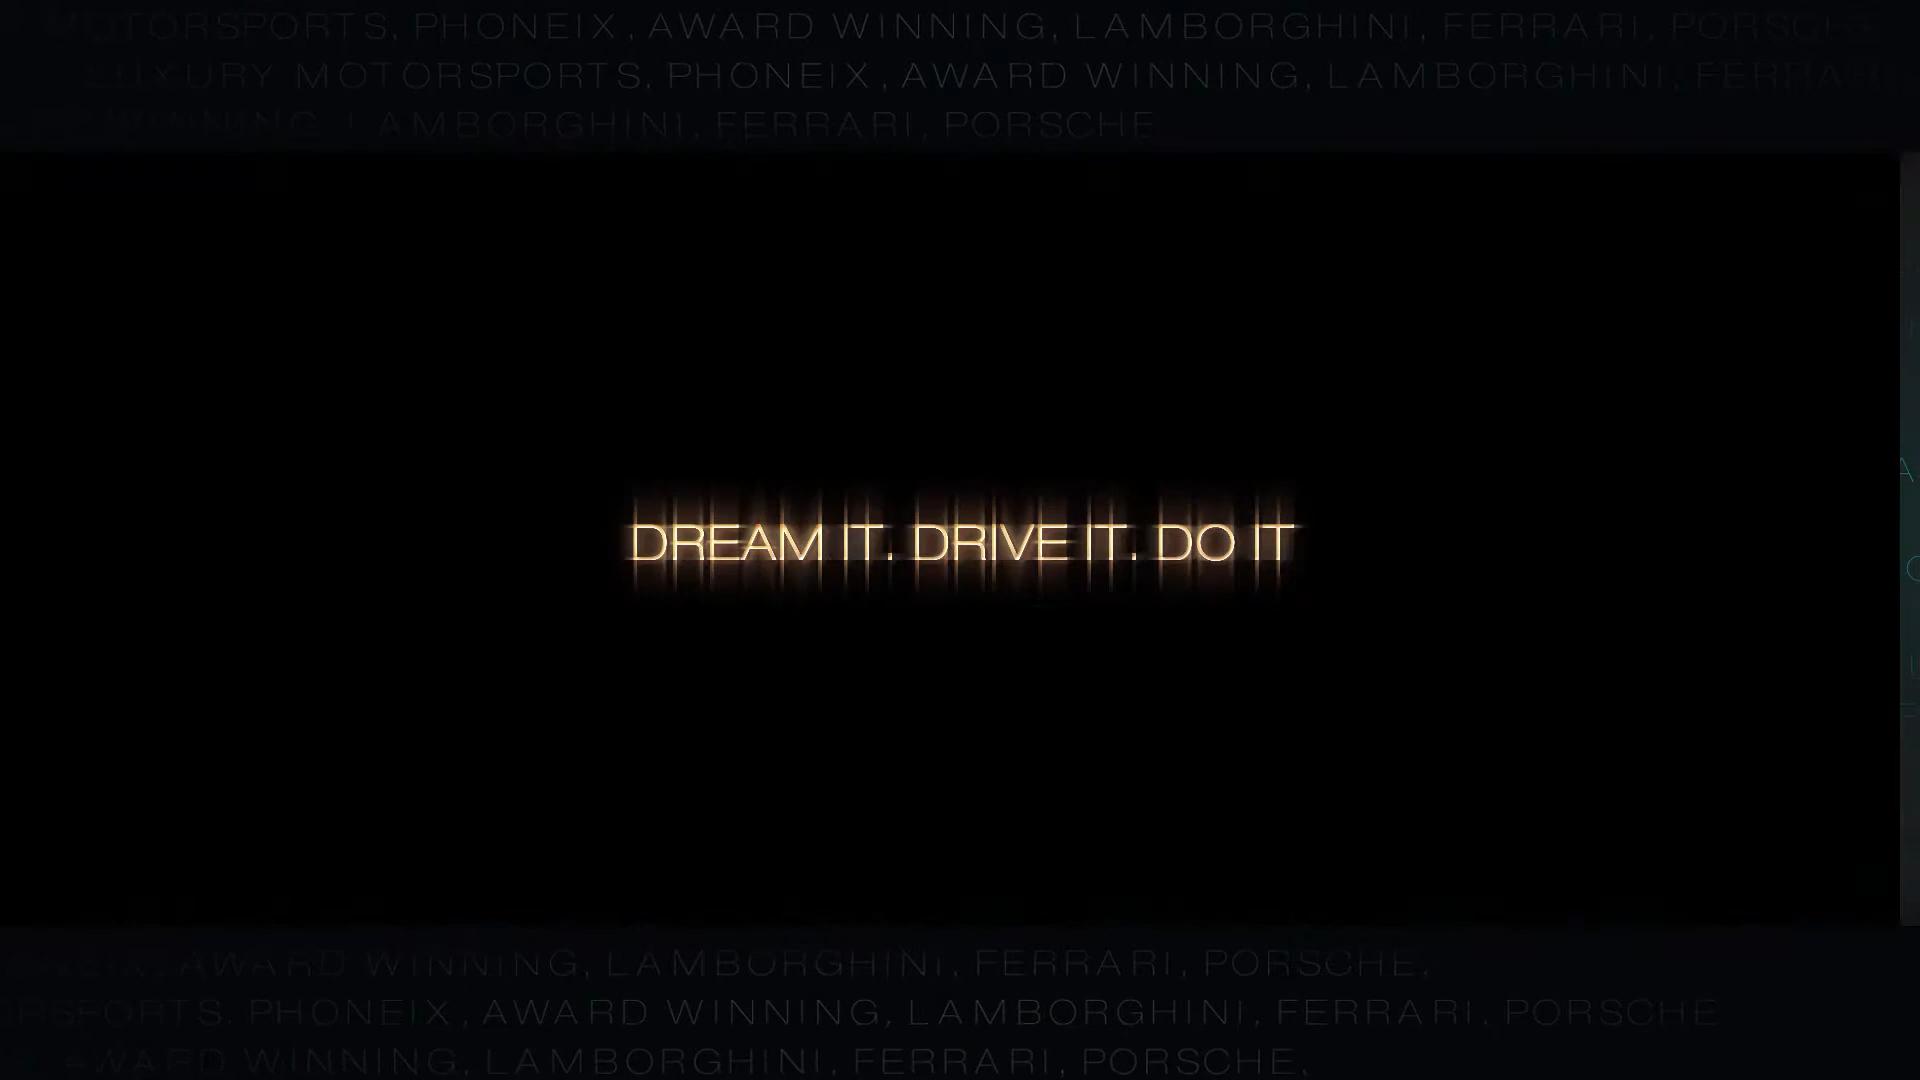 MOTORSPORTS, PHONEIX, AWARD WINNING, LAMBORGHINI, FERRARI, PORSCHE
LUXURY MOTORSPORTS, PHONEIX, AWARD WINNING, LAMBORGHINI, FERRARI
WINNING, LAMBORGHINI, FERRARI, PORSCHE
DREAM IT. DRIVE IT. DO IT
AWARD WINNING, LAMBORGHINI, FERRARI, PORSCHE,
PHONEIX, AWARD WINNING, LAMBORGHINI, FERRARI, PORSCHE
AWARD WINNING, LAMBORGHINI, FERRARI, PORSCHE,